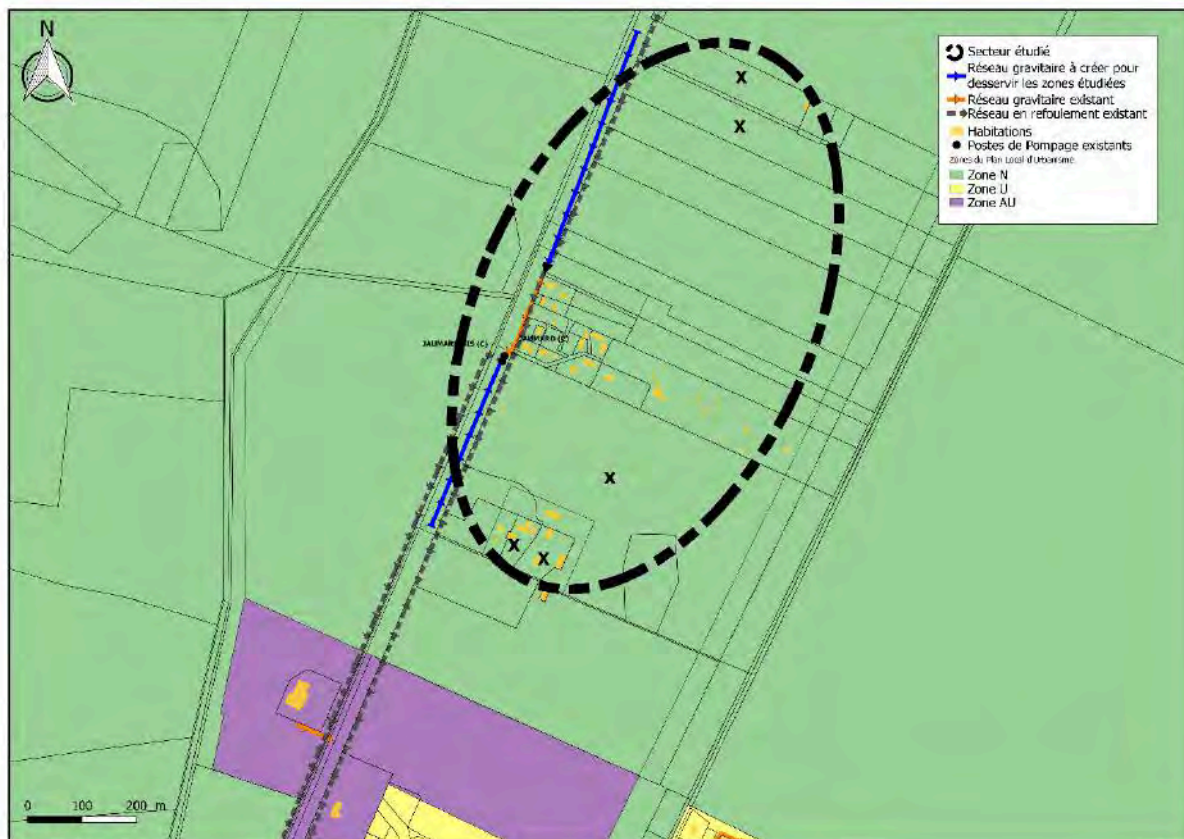 N
Secteur étudié
Réseau gravitaire à créer pour
desservir les zones étudiées
Réseau gravitaire existant
Réseau en refoulement existant
Habitations
Postes de Pompage existants
Zones du Plan Local d'Urbanisme
Zone N
Zone U
Zone AU
X
X
X
X
X
0 100 200 m